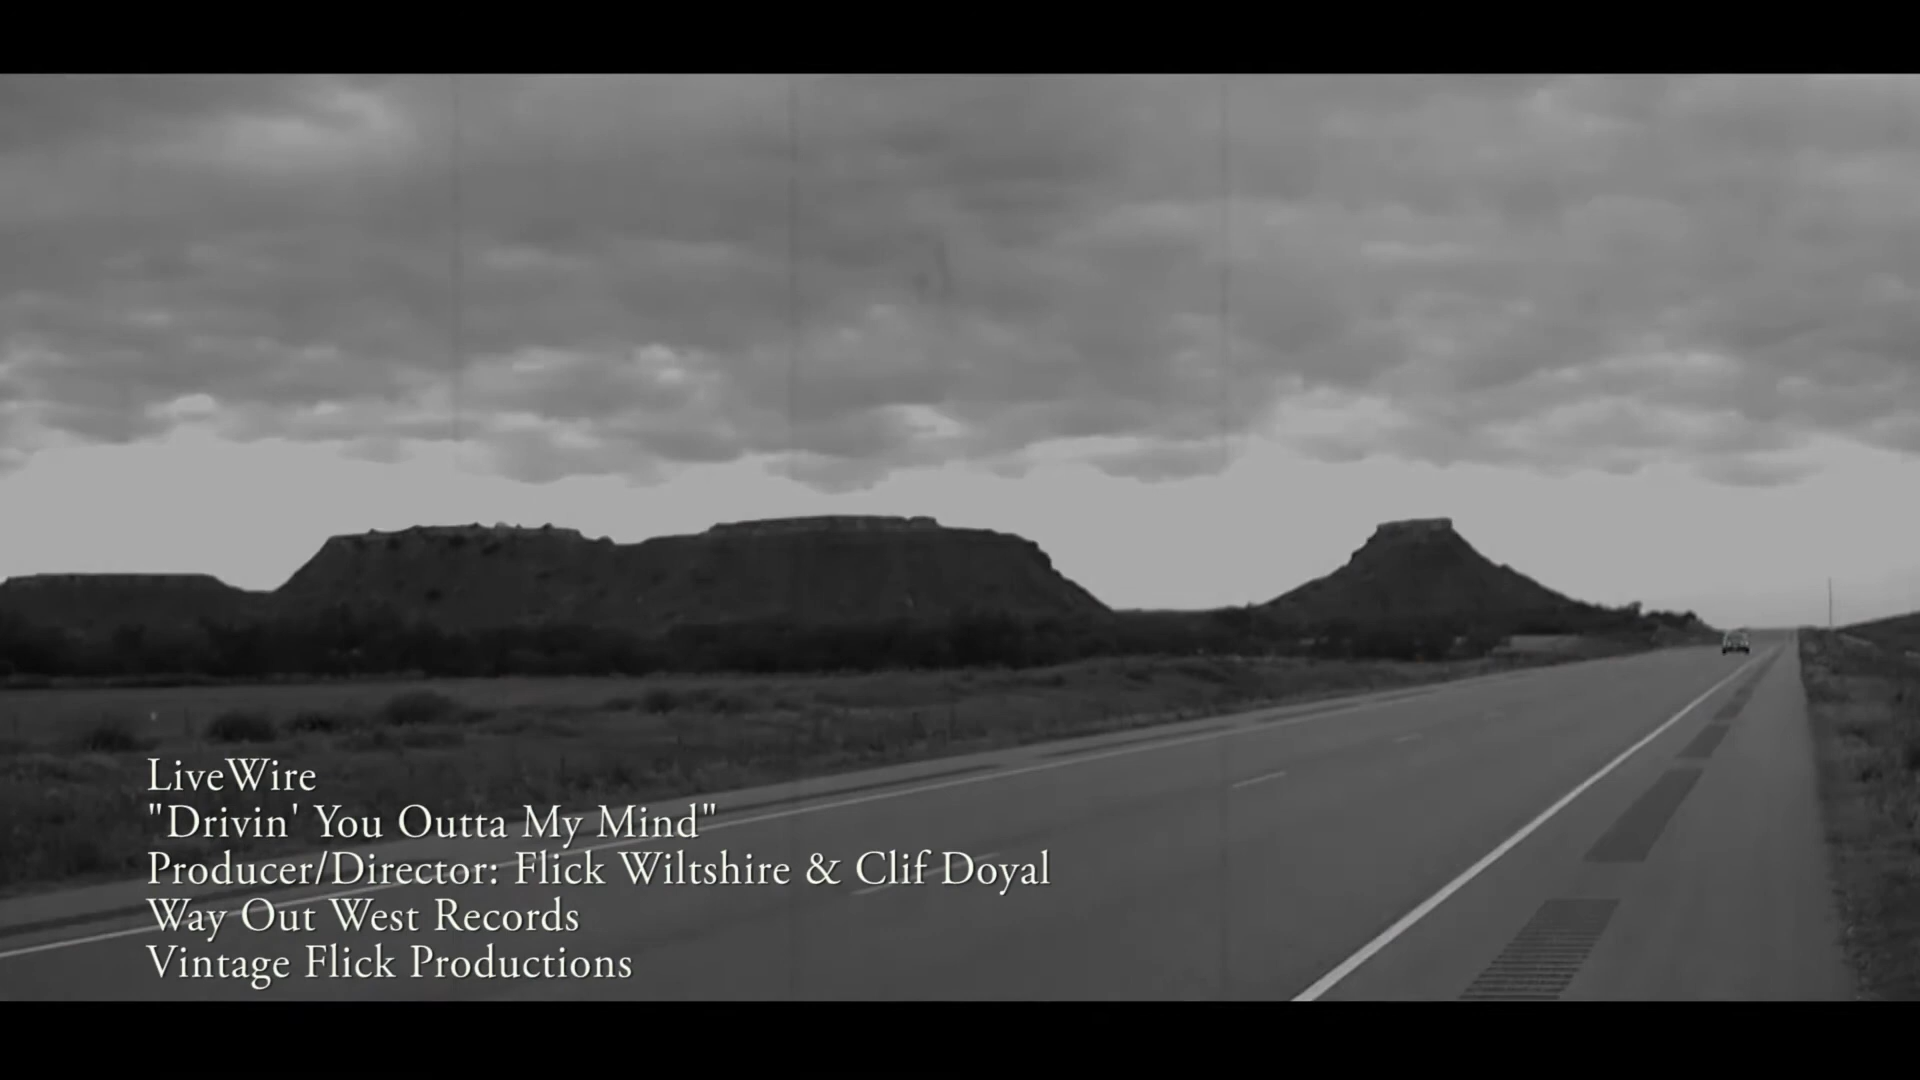 LiveWire
"Drivin' You Outta My Mind"
Producer/Director: Flick Wiltshire & Clif Doyal
Way Out West Records
Vintage Flick Productions